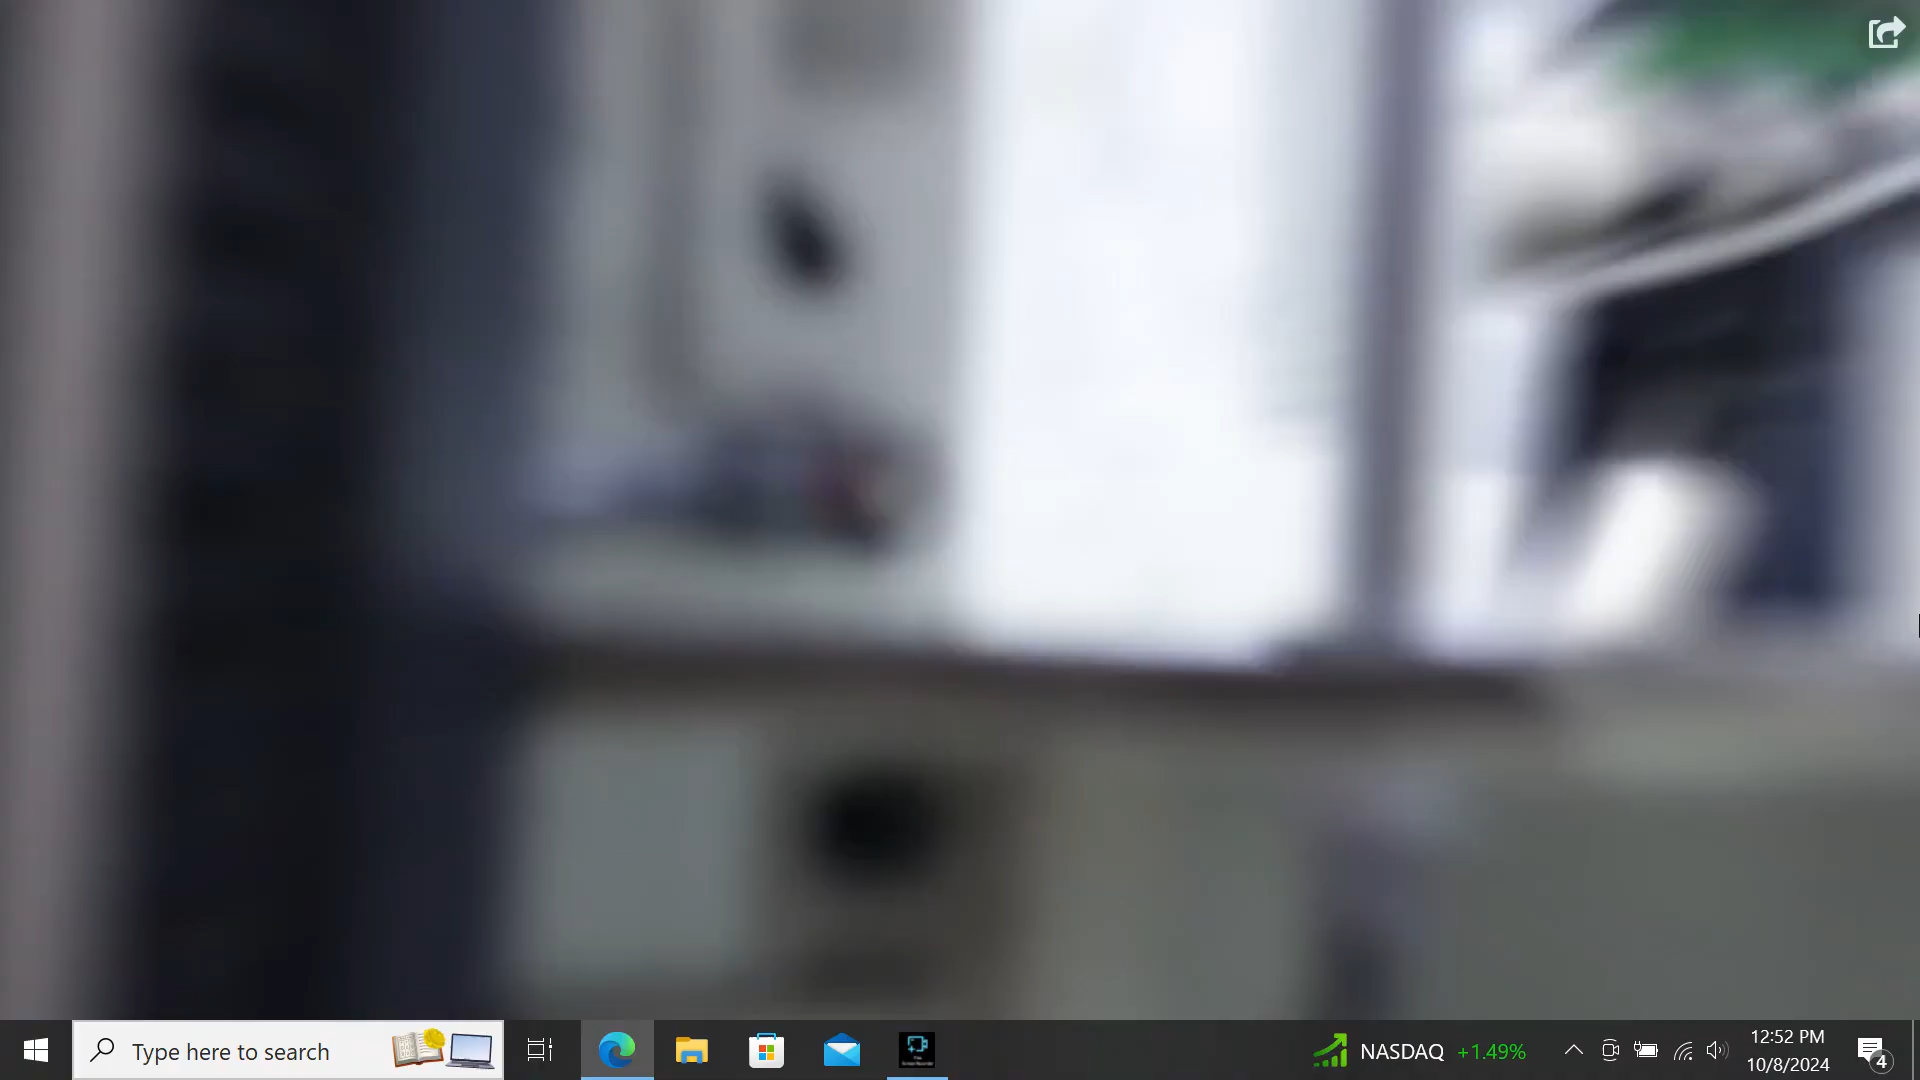 Type here to search
NASDAQ +1.49%
12:52 PM
10/8/2024
4